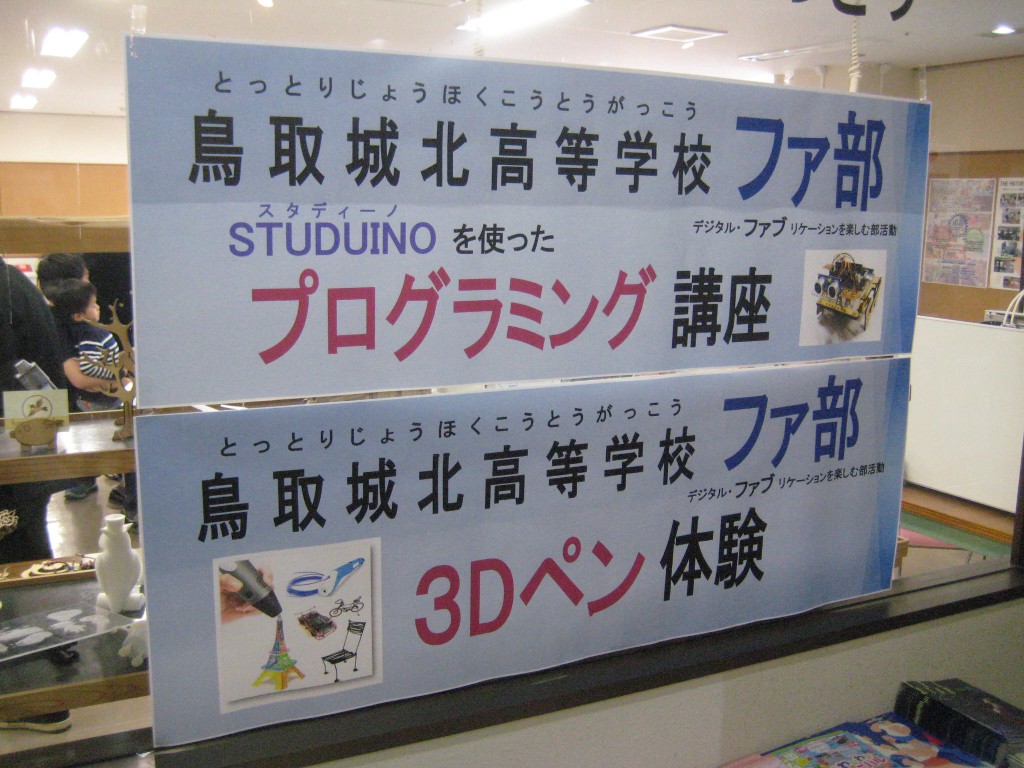 とっとりじょうほくこうとうがっこう
鳥取城北高等学校 ファ部
スタディーノ
STUDUINO を使った
デジタル・ファブリケーションを楽しむ部活動
プログラミング 講座
とっとりじょうほくこうとうがっこう
鳥取城北高等学校 ファ部
デジタル・ファブリケーションを楽しむ部活動
3Dペン 体験